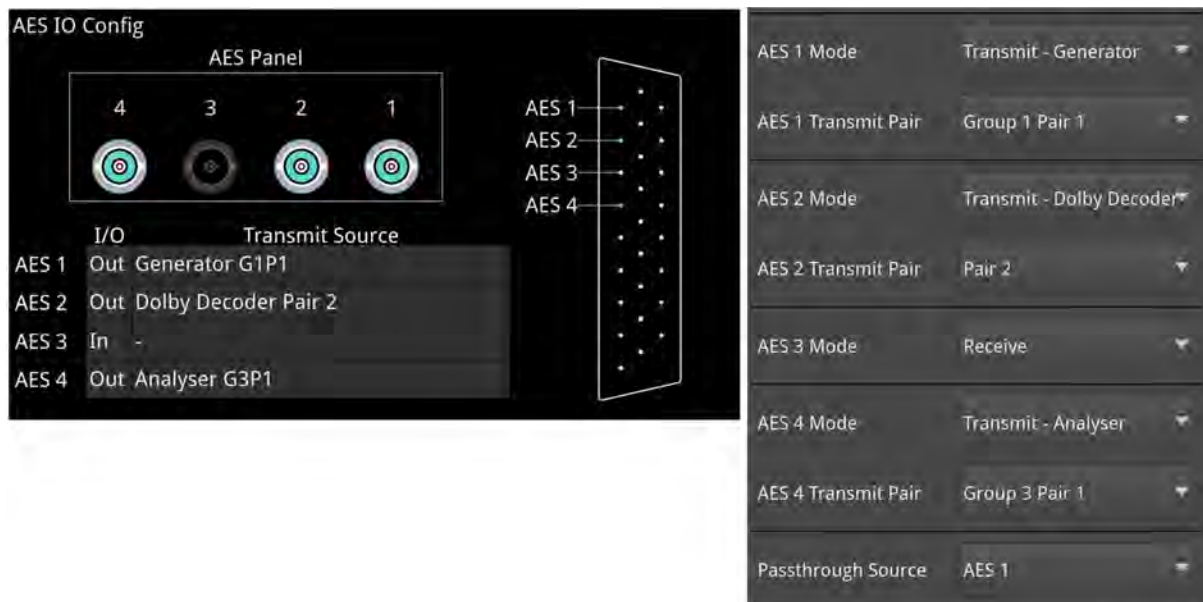 AES IO Config
AES Panel
4 3 2 1
AES 1
AES 2
AES 3
AES 4
I/O Transmit Source
AES 1 Out Generator G1P1
AES 2 Out Dolby Decoder Pair 2
AES 3 In -
AES 4 Out Analyser G3P1
AES 1 Mode Transmit - Generator
AES 1 Transmit Pair Group 1 Pair 1
AES 2 Mode Transmit - Dolby Decoder
AES 2 Transmit Pair Pair 2
AES 3 Mode Receive
AES 4 Mode Transmit - Analyser
AES 4 Transmit Pair Group 3 Pair 1
Passthrough Source AES 1